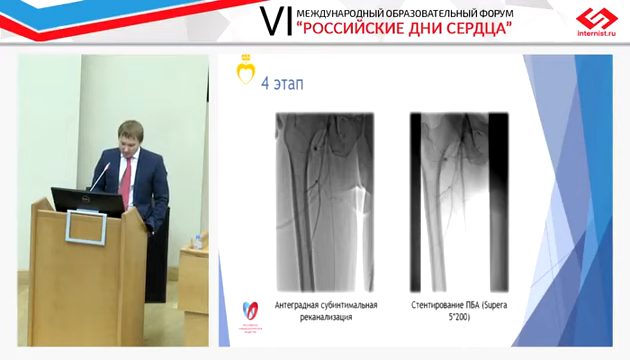 VI МЕЖДУНАРОДНЫЙ ОБРАЗОВАТЕЛЬНЫЙ ФОРУМ
"РОССИЙСКИЕ ДНИ СЕРДЦА"
internist.ru
4 этап
Антеградная субинтимальная
реканализация
Стентирование ПБА (Supera
5*200)